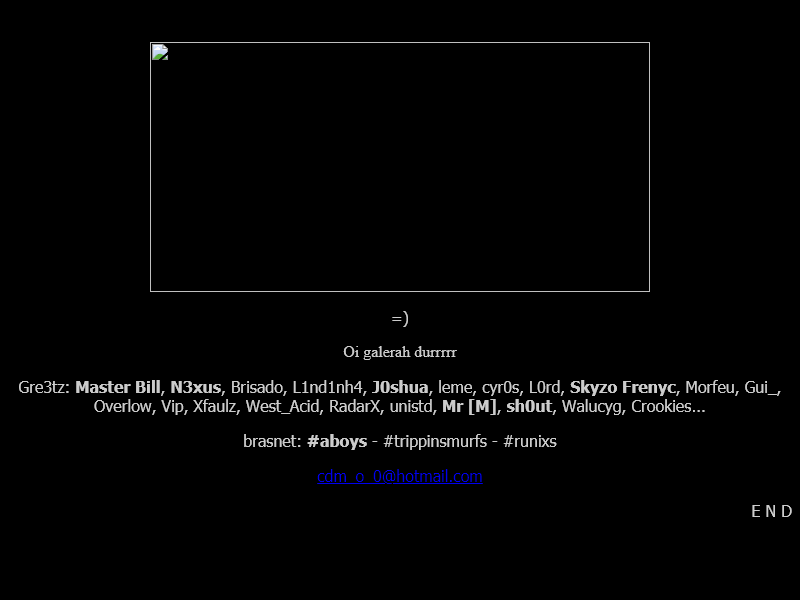 =)
Oi galerah durrrrr
Gre3tz: Master Bill, N3xus, Brisado, L1nd1nh4, J0shua, leme, cyr0s, L0rd, Skyzo Frenyc, Morfeu, Gui_,
Overlow, Vip, Xfaulz, West_Acid, RadarX, unistd, Mr [M], sh0ut, Walucyg, Crookies...
brasnet: #aboys - #trippinsmurfs - #runixs
cdm_q_0@hotmail.com
E N D